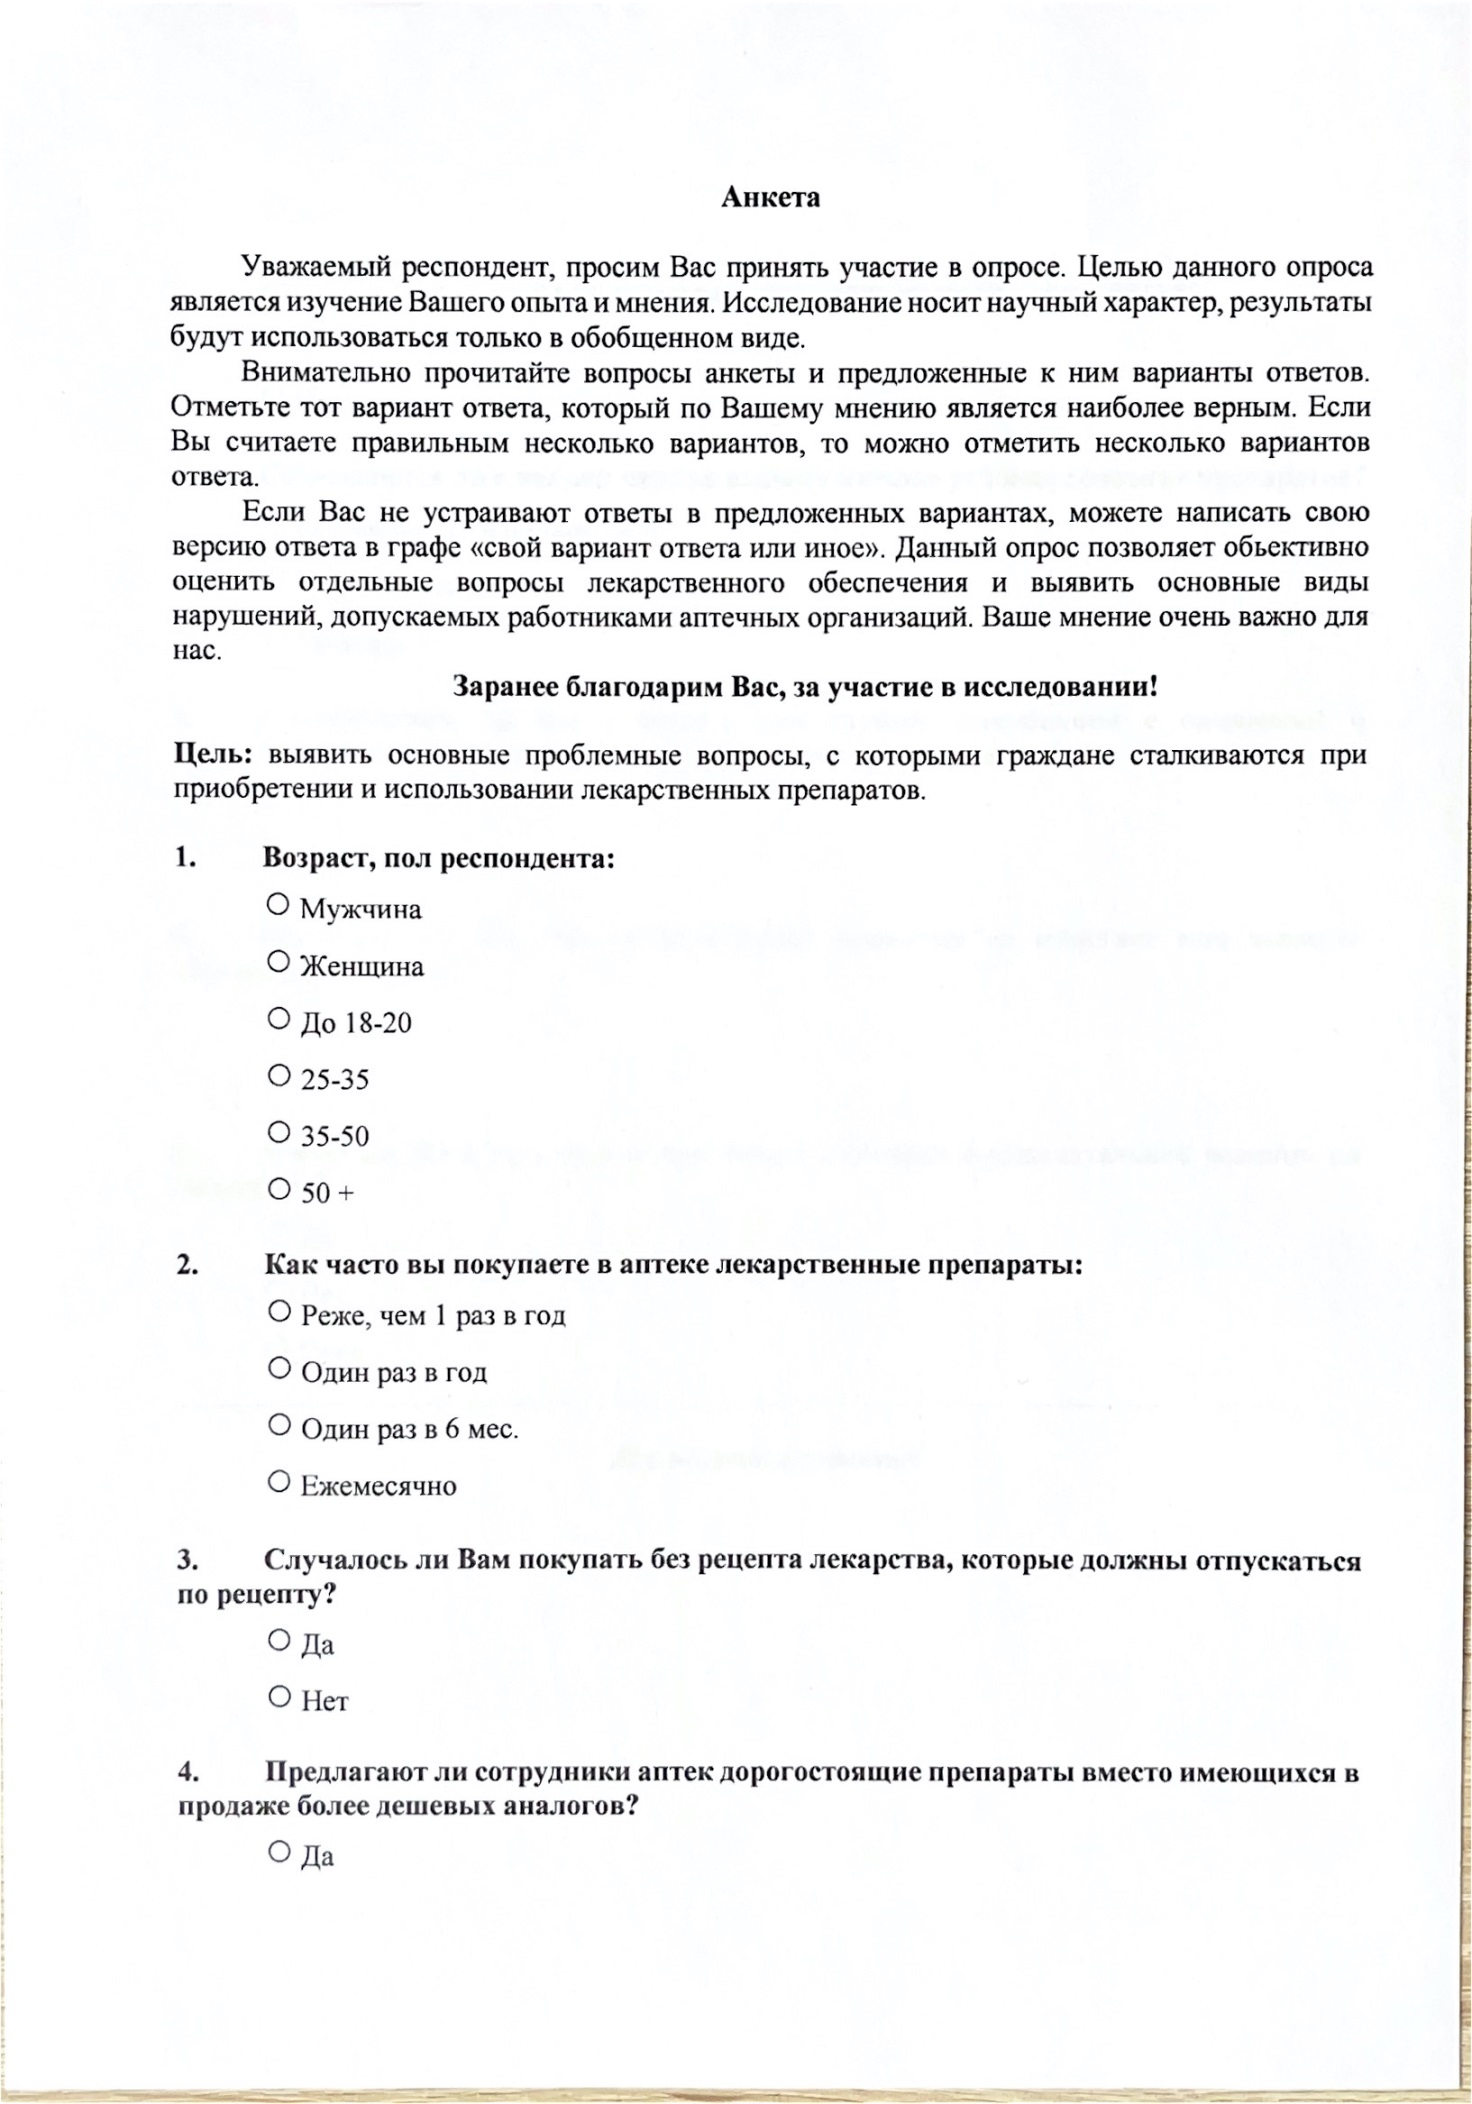 Анкета
Уважаемый респондент, просим Вас принять участие в опросе. Целью данного опроса
является изучение Вашего опыта и мнения. Исследование носит научный характер, результаты
будут использоваться только в обобщенном виде.
Внимательно прочитайте вопросы анкеты и предложенные к ним варианты ответов.
Отметьте тот вариант ответа, который по Вашему мнению является наиболее верным. Если
Вы считаете правильным несколько вариантов, то можно отметить несколько вариантов
ответа.
Если Вас не устраивают ответы в предложенных вариантах, можете написать свою
версию ответа в графе «свой вариант ответа или иное». Данный опрос позволяет обьективно
оценить отдельные вопросы лекарственного обеспечения и выявить основные виды
нарушений, допускаемых работниками аптечных организаций. Ваше мнение очень важно для
нас.
Заранее благодарим Вас, за участие в исследовании!
Цель: выявить основные проблемные вопросы, с которыми граждане сталкиваются при
приобретении и использовании лекарственных препаратов.
1. Возраст, пол респондента:
Мужчина
Женщина
До 18-20
25-35
35-50
50 +
2. Как часто вы покупаете в аптеке лекарственные препараты:
Реже, чем 1 раз в год
Один раз в год
Один раз в 6 мес.
Ежемесячно
3. Случалось ли Вам покупать без рецепта лекарства, которые должны отпускаться
по рецепту?
Да
Нет
4. Предлагают ли сотрудники аптек дорогостоящие препараты вместо имеющихся в
продаже более дешевых аналогов?
Да